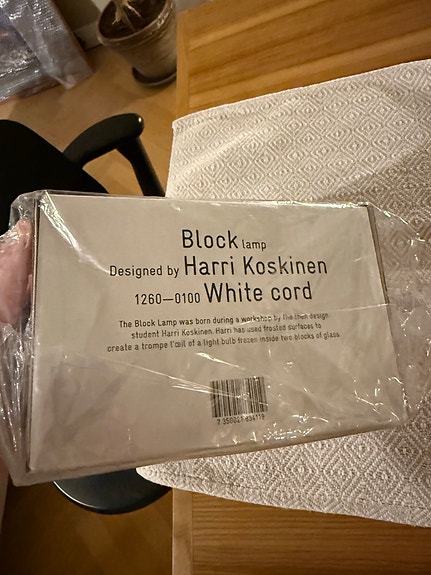 Block lamp
Designed by Harri Koskinen
1260—0100 White cord
The Block Lamp was born during a workshop by the then design
student Harri Koskinen. Harri has used frosted surfaces to
create a trompe l'œil of a light bulb frozen inside two blocks of glass.